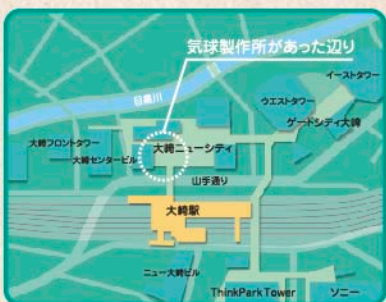 気球製作所があった辺り
イーストタワー
目黒川
ウエストタワー
ゲートシティ大崎
大崎フロントタワー
大崎ニューシティ
大崎センタービル
山手通り
大崎駅
ニュー大崎ビル
ThinkPark Tower
ソニー